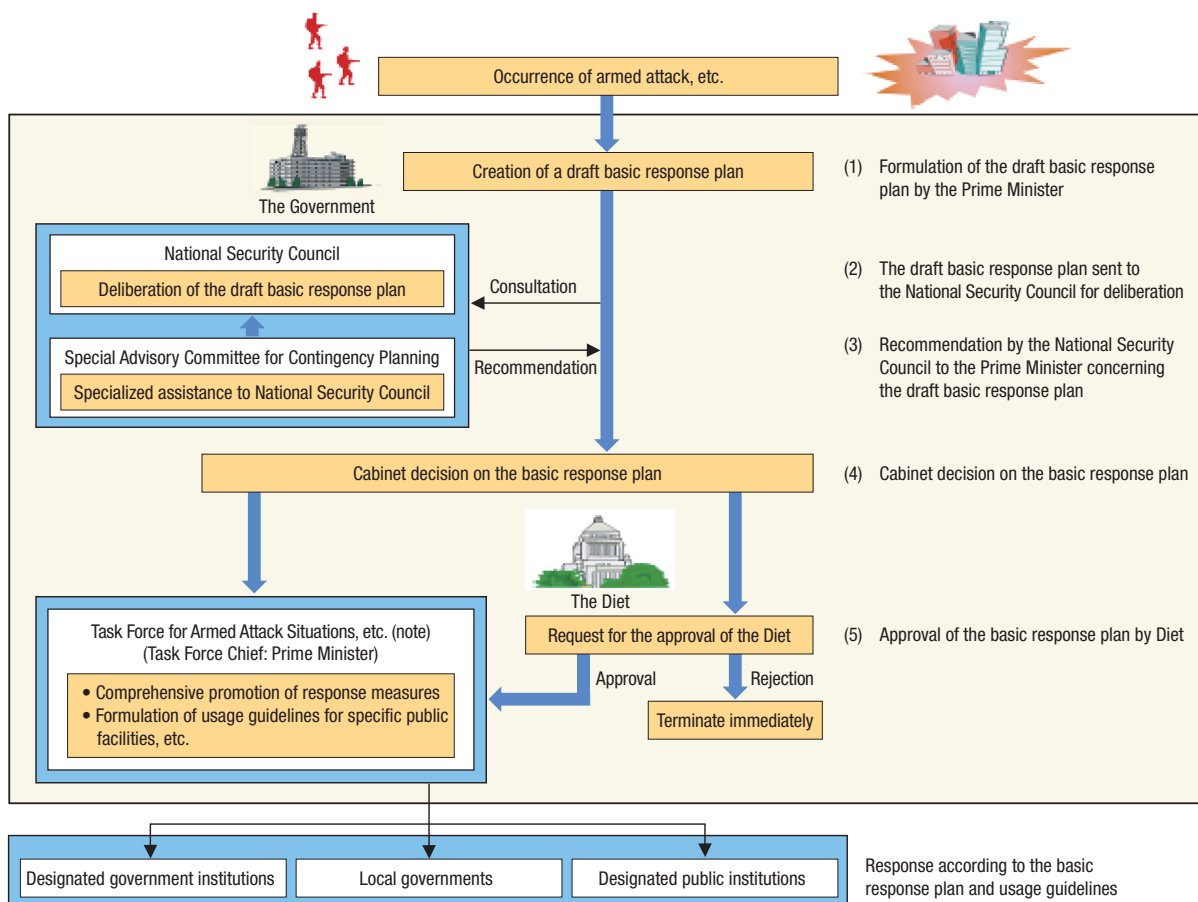 Occurrence of armed attack, etc.
The Government
Creation of a draft basic response plan
(1) Formulation of the draft basic response
plan by the Prime Minister
National Security Council
Deliberation of the draft basic response plan
Consultation
(2) The draft basic response plan sent to
the National Security Council for deliberation
Special Advisory Committee for Contingency Planning
Specialized assistance to National Security Council
Recommendation
(3) Recommendation by the National Security
Council to the Prime Minister concerning
the draft basic response plan
Cabinet decision on the basic response plan
(4) Cabinet decision on the basic response plan
The Diet
Request for the approval of the Diet
(5) Approval of the basic response plan by Diet
Approval
Rejection
Terminate immediately
Task Force for Armed Attack Situations, etc. (note)
(Task Force Chief: Prime Minister)
• Comprehensive promotion of response measures
• Formulation of usage guidelines for specific public
facilities, etc.
Designated government institutions
Local governments
Designated public institutions
Response according to the basic
response plan and usage guidelines